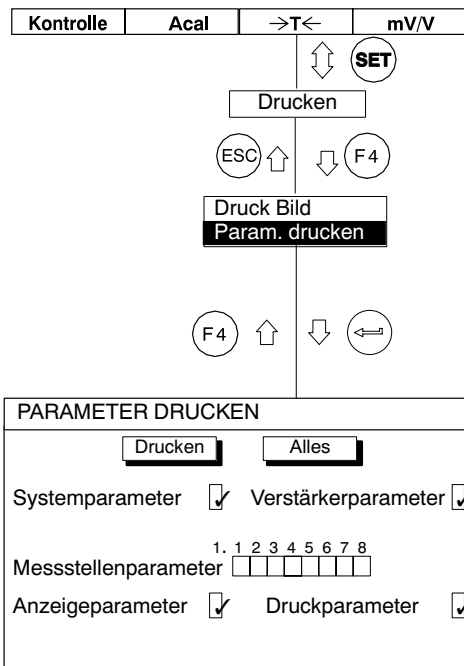 Kontrolle Acal →T← mV/V
SET
Drucken
ESC F4
Druck Bild
Param. drucken
F4
PARAMETER DRUCKEN
Drucken Alles
Systemparameter ✓ Verstärkerparameter ✓
1. 1 2 3 4 5 6 7 8
Messstellenparameter
Anzeigeparameter ✓ Druckparameter ✓